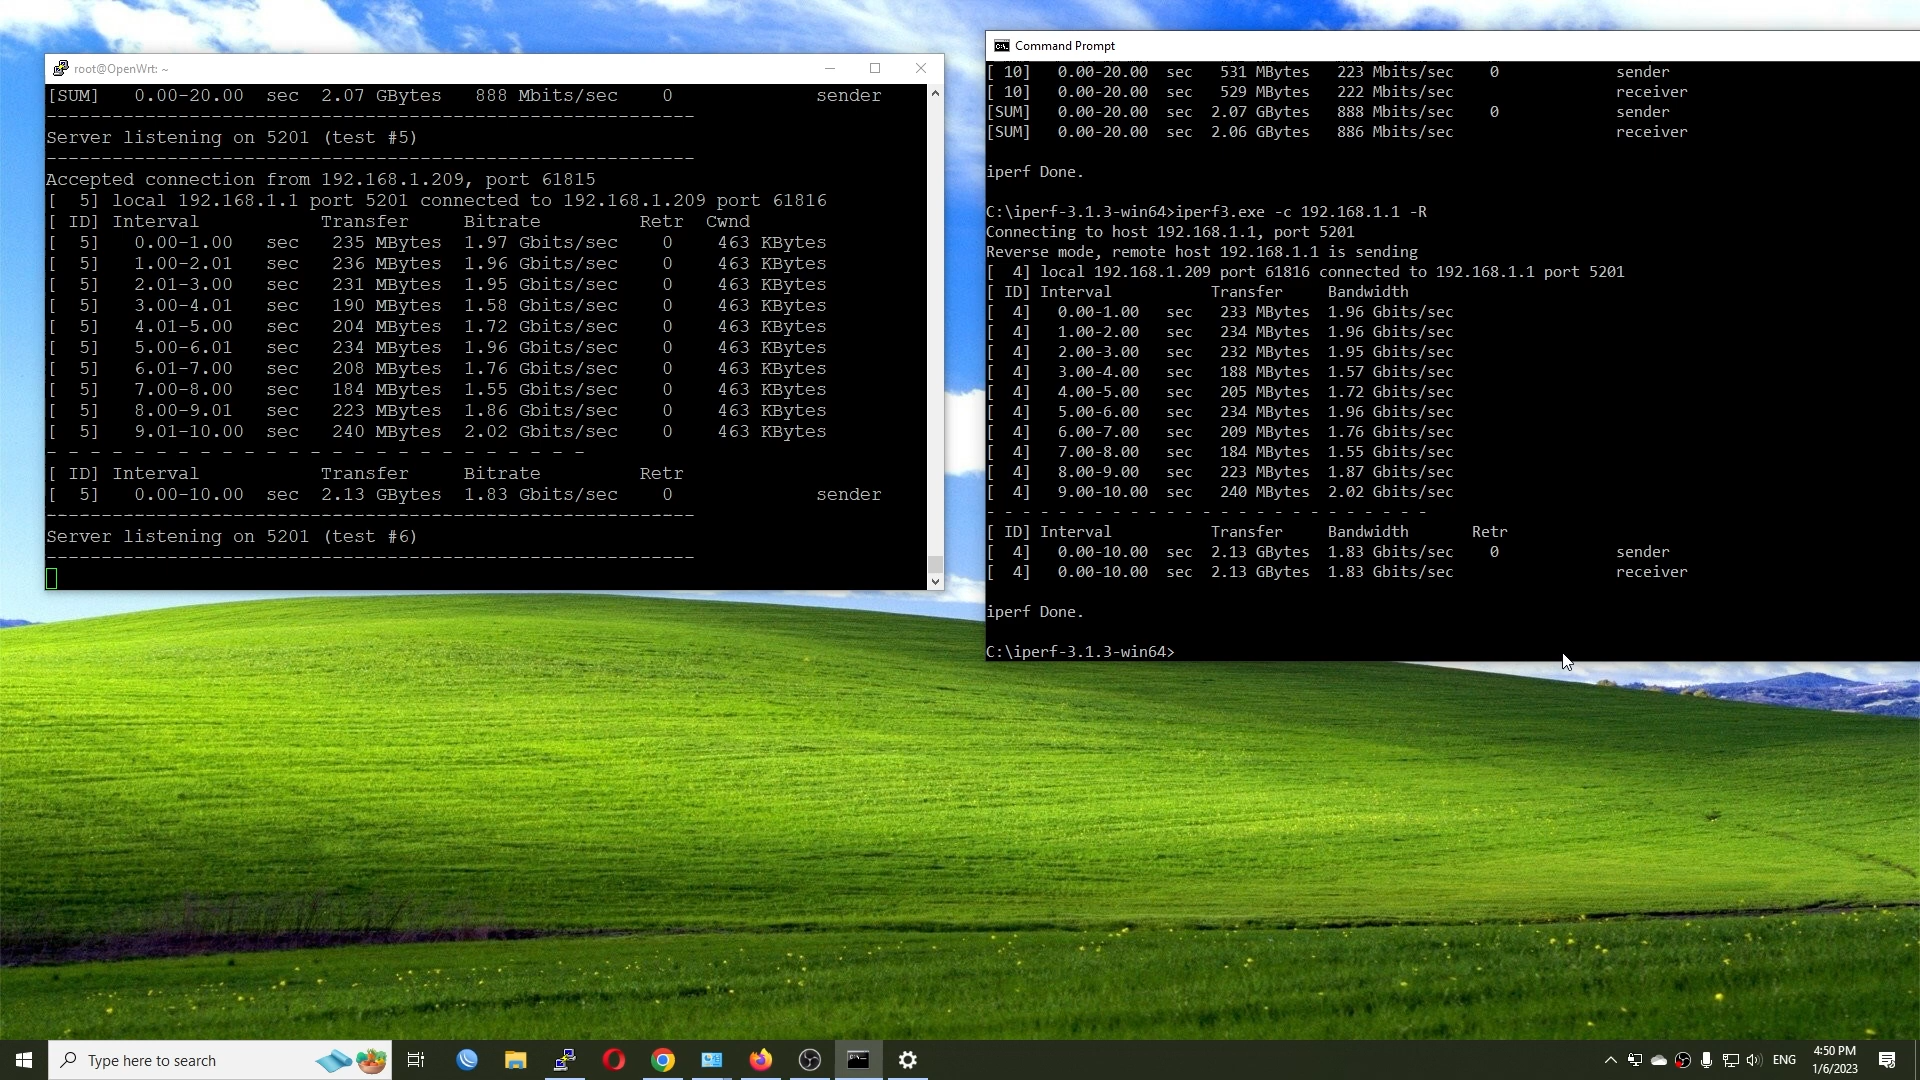 root@OpenWrt: ~
[SUM] 0.00-20.00 sec 2.07 GBytes 888 Mbits/sec 0 sender
-----------------------------------------------------------
Server listening on 5201 (test #5)
-----------------------------------------------------------
Accepted connection from 192.168.1.209, port 61815
[ 5] local 192.168.1.1 port 5201 connected to 192.168.1.209 port 61816
[ ID] Interval Transfer Bitrate Retr Cwnd
[ 5] 0.00-1.00 sec 235 MBytes 1.97 Gbits/sec 0 463 KBytes
[ 5] 1.00-2.01 sec 236 MBytes 1.96 Gbits/sec 0 463 KBytes
[ 5] 2.01-3.00 sec 231 MBytes 1.95 Gbits/sec 0 463 KBytes
[ 5] 3.00-4.01 sec 190 MBytes 1.58 Gbits/sec 0 463 KBytes
[ 5] 4.01-5.00 sec 204 MBytes 1.72 Gbits/sec 0 463 KBytes
[ 5] 5.00-6.01 sec 234 MBytes 1.96 Gbits/sec 0 463 KBytes
[ 5] 6.01-7.00 sec 208 MBytes 1.76 Gbits/sec 0 463 KBytes
[ 5] 7.00-8.00 sec 184 MBytes 1.55 Gbits/sec 0 463 KBytes
[ 5] 8.00-9.01 sec 223 MBytes 1.86 Gbits/sec 0 463 KBytes
[ 5] 9.01-10.00 sec 240 MBytes 2.02 Gbits/sec 0 463 KBytes
- - - - - - - - - - - - - - - - - - - - - - - - -
[ ID] Interval Transfer Bitrate Retr
[ 5] 0.00-10.00 sec 2.13 GBytes 1.83 Gbits/sec 0 sender
-----------------------------------------------------------
Server listening on 5201 (test #6)
-----------------------------------------------------------
Command Prompt
[ 10] 0.00-20.00 sec 531 MBytes 223 Mbits/sec 0 sender
[ 10] 0.00-20.00 sec 529 MBytes 222 Mbits/sec receiver
[SUM] 0.00-20.00 sec 2.07 GBytes 888 Mbits/sec 0 sender
[SUM] 0.00-20.00 sec 2.06 GBytes 886 Mbits/sec receiver
iperf Done.
C:\iperf-3.1.3-win64>iperf3.exe -c 192.168.1.1 -R
Connecting to host 192.168.1.1, port 5201
Reverse mode, remote host 192.168.1.1 is sending
[ 4] local 192.168.1.209 port 61816 connected to 192.168.1.1 port 5201
[ ID] Interval Transfer Bandwidth
[ 4] 0.00-1.00 sec 233 MBytes 1.96 Gbits/sec
[ 4] 1.00-2.00 sec 234 MBytes 1.96 Gbits/sec
[ 4] 2.00-3.00 sec 232 MBytes 1.95 Gbits/sec
[ 4] 3.00-4.00 sec 188 MBytes 1.57 Gbits/sec
[ 4] 4.00-5.00 sec 205 MBytes 1.72 Gbits/sec
[ 4] 5.00-6.00 sec 234 MBytes 1.96 Gbits/sec
[ 4] 6.00-7.00 sec 209 MBytes 1.76 Gbits/sec
[ 4] 7.00-8.00 sec 184 MBytes 1.55 Gbits/sec
[ 4] 8.00-9.00 sec 223 MBytes 1.87 Gbits/sec
[ 4] 9.00-10.00 sec 240 MBytes 2.02 Gbits/sec
- - - - - - - - - - - - - - - - - - - - - - - - -
[ ID] Interval Transfer Bandwidth Retr
[ 4] 0.00-10.00 sec 2.13 GBytes 1.83 Gbits/sec 0 sender
[ 4] 0.00-10.00 sec 2.13 GBytes 1.83 Gbits/sec receiver
iperf Done.
C:\iperf-3.1.3-win64>
Type here to search
ENG
4:50 PM
1/6/2023